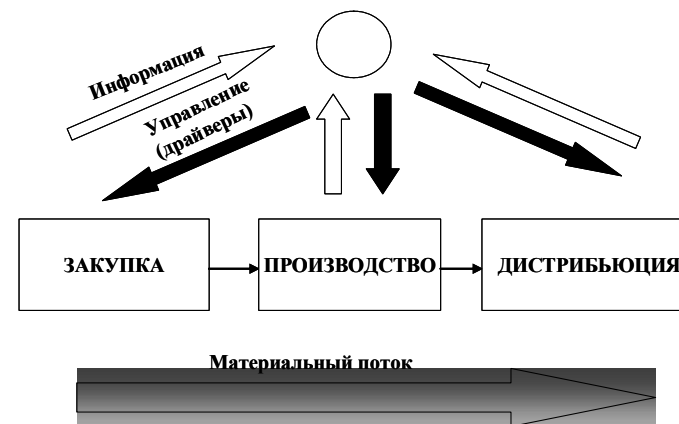 Информация
Управление
(драйверы)
ЗАКУПКА
ПРОИЗВОДСТВО
ДИСТРИБЬЮЦИЯ
Материальный поток